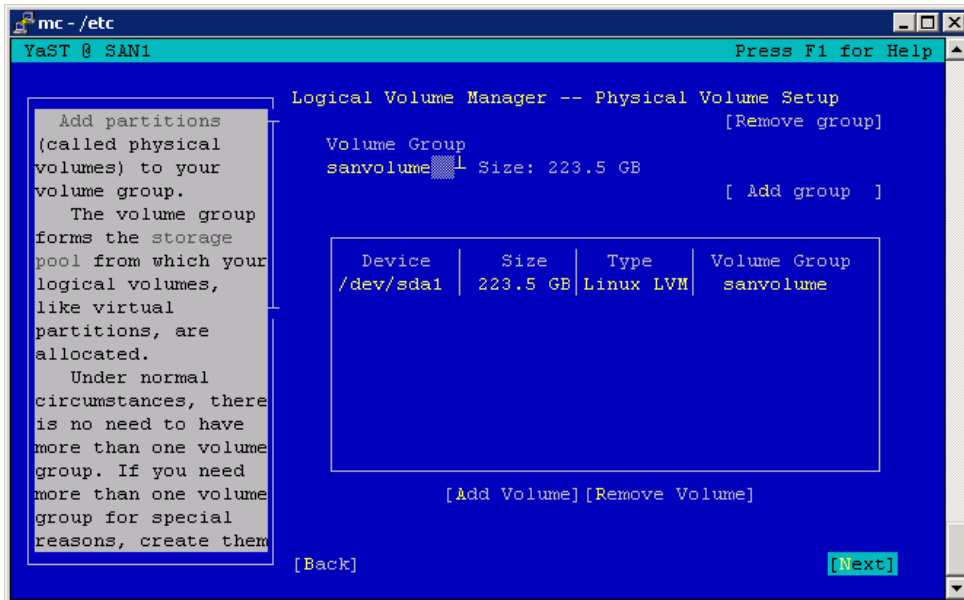 mc - /etc
YaST @ SAN1 Press F1 for Help
Add partitions
(called physical
volumes) to your
volume group.
The volume group
forms the storage
pool from which your
logical volumes,
like virtual
partitions, are
allocated.
Under normal
circumstances, there
is no need to have
more than one volume
group. If you need
more than one volume
group for special
reasons, create them
Logical Volume Manager -- Physical Volume Setup
[Remove group]
Volume Group
sanvolume Size: 223.5 GB
[ Add group ]
Device Size Type Volume Group
/dev/sda1 223.5 GB Linux LVM sanvolume
[Add Volume][Remove Volume]
[Back] [Next]